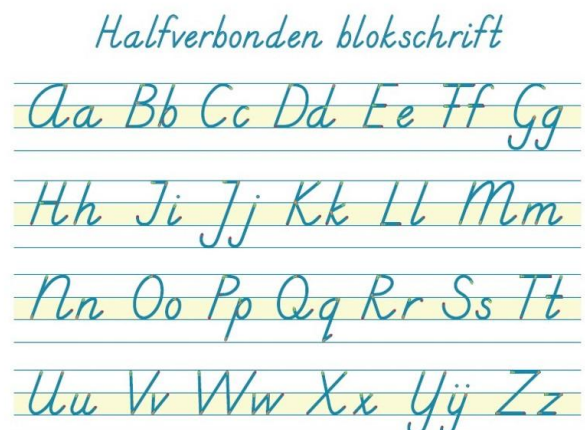 Halfverbonden blokschrift
Aa Bb Cc Dd Ee Ff Gg
Hh Ii Jj Kk Ll Mm
Nn Oo Pp Qq Rr Ss Tt
Uu Vv Ww Xx Yÿ Zz